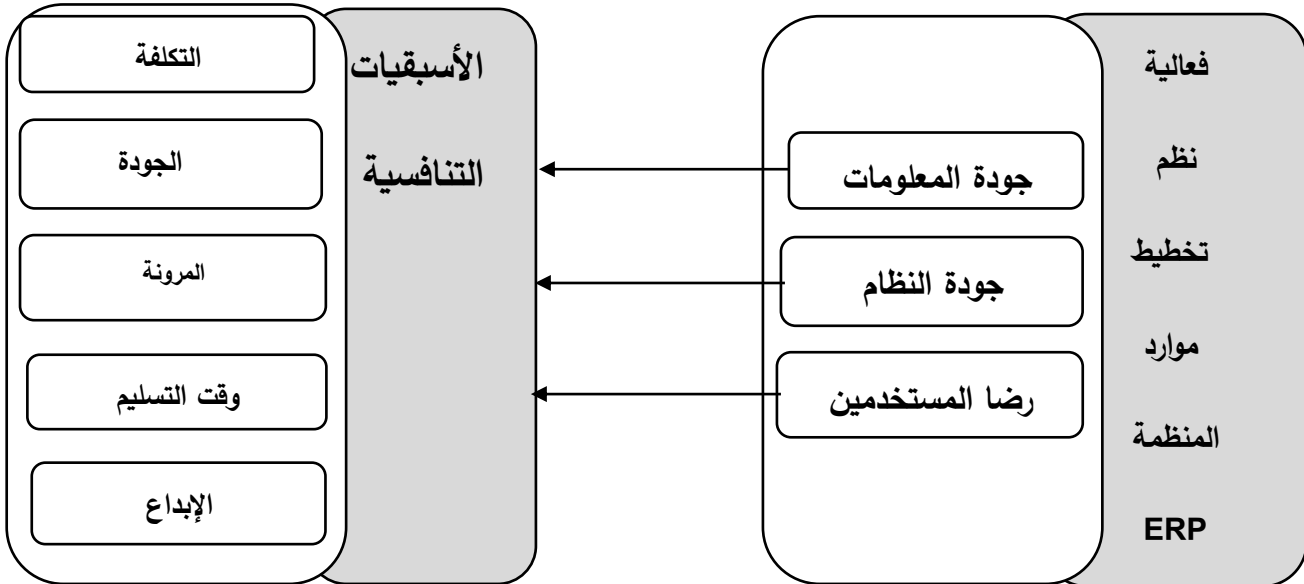 فعالية
نظم
تخطيط
موارد
المنظمة
ERP
جودة المعلومات
جودة النظام
رضا المستخدمين
الأسبقيات
التنافسية
التكلفة
الجودة
المرونة
وقت التسليم
الإبداع